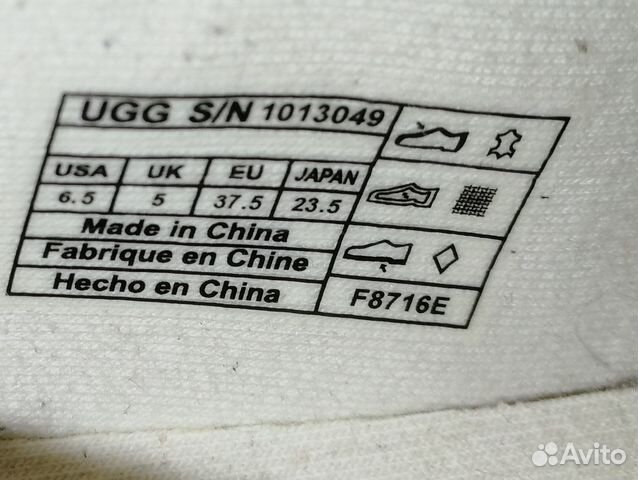 UGG S/N 1013049
USA UK EU JAPAN
6.5 5 37.5 23.5
Made in China
Fabrique en Chine
Hecho en China
F8716E
Avito